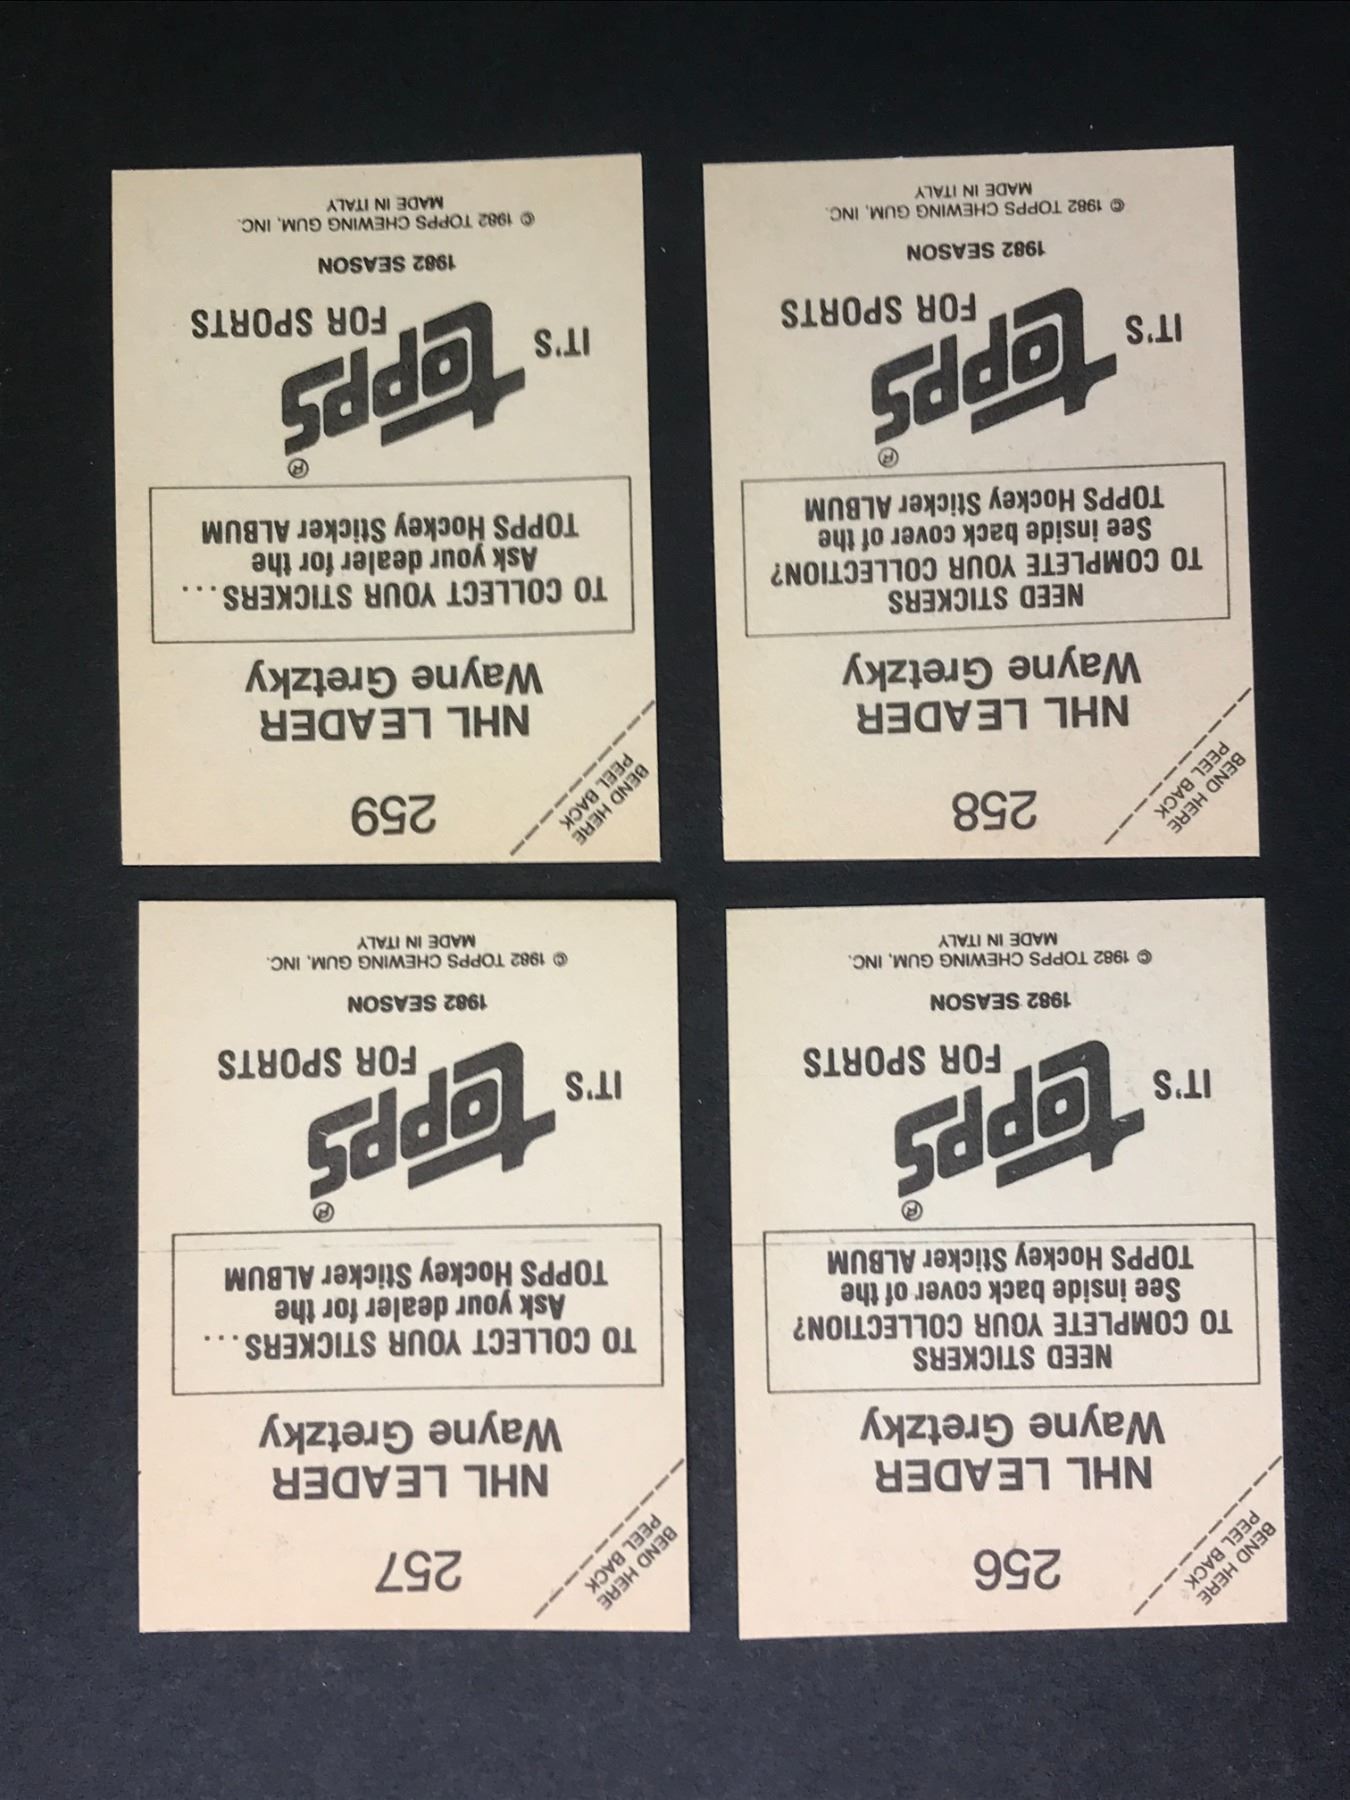 256
BEND HERE
PEEL BACK
NHL LEADER
Wayne Gretzky
NEED STICKERS
TO COMPLETE YOUR COLLECTION?
See inside back cover of the
TOPPS Hockey Sticker ALBUM
IT'S
topps®
FOR SPORTS
1982 SEASON
© 1982 TOPPS CHEWING GUM, INC.
MADE IN ITALY
257
BEND HERE
PEEL BACK
NHL LEADER
Wayne Gretzky
TO COLLECT YOUR STICKERS...
Ask your dealer for the
TOPPS Hockey Sticker ALBUM
IT'S
topps®
FOR SPORTS
1982 SEASON
© 1982 TOPPS CHEWING GUM, INC.
MADE IN ITALY
258
BEND HERE
PEEL BACK
NHL LEADER
Wayne Gretzky
NEED STICKERS
TO COMPLETE YOUR COLLECTION?
See inside back cover of the
TOPPS Hockey Sticker ALBUM
IT'S
topps®
FOR SPORTS
1982 SEASON
© 1982 TOPPS CHEWING GUM, INC.
MADE IN ITALY
259
BEND HERE
PEEL BACK
NHL LEADER
Wayne Gretzky
TO COLLECT YOUR STICKERS...
Ask your dealer for the
TOPPS Hockey Sticker ALBUM
IT'S
topps®
FOR SPORTS
1982 SEASON
© 1982 TOPPS CHEWING GUM, INC.
MADE IN ITALY